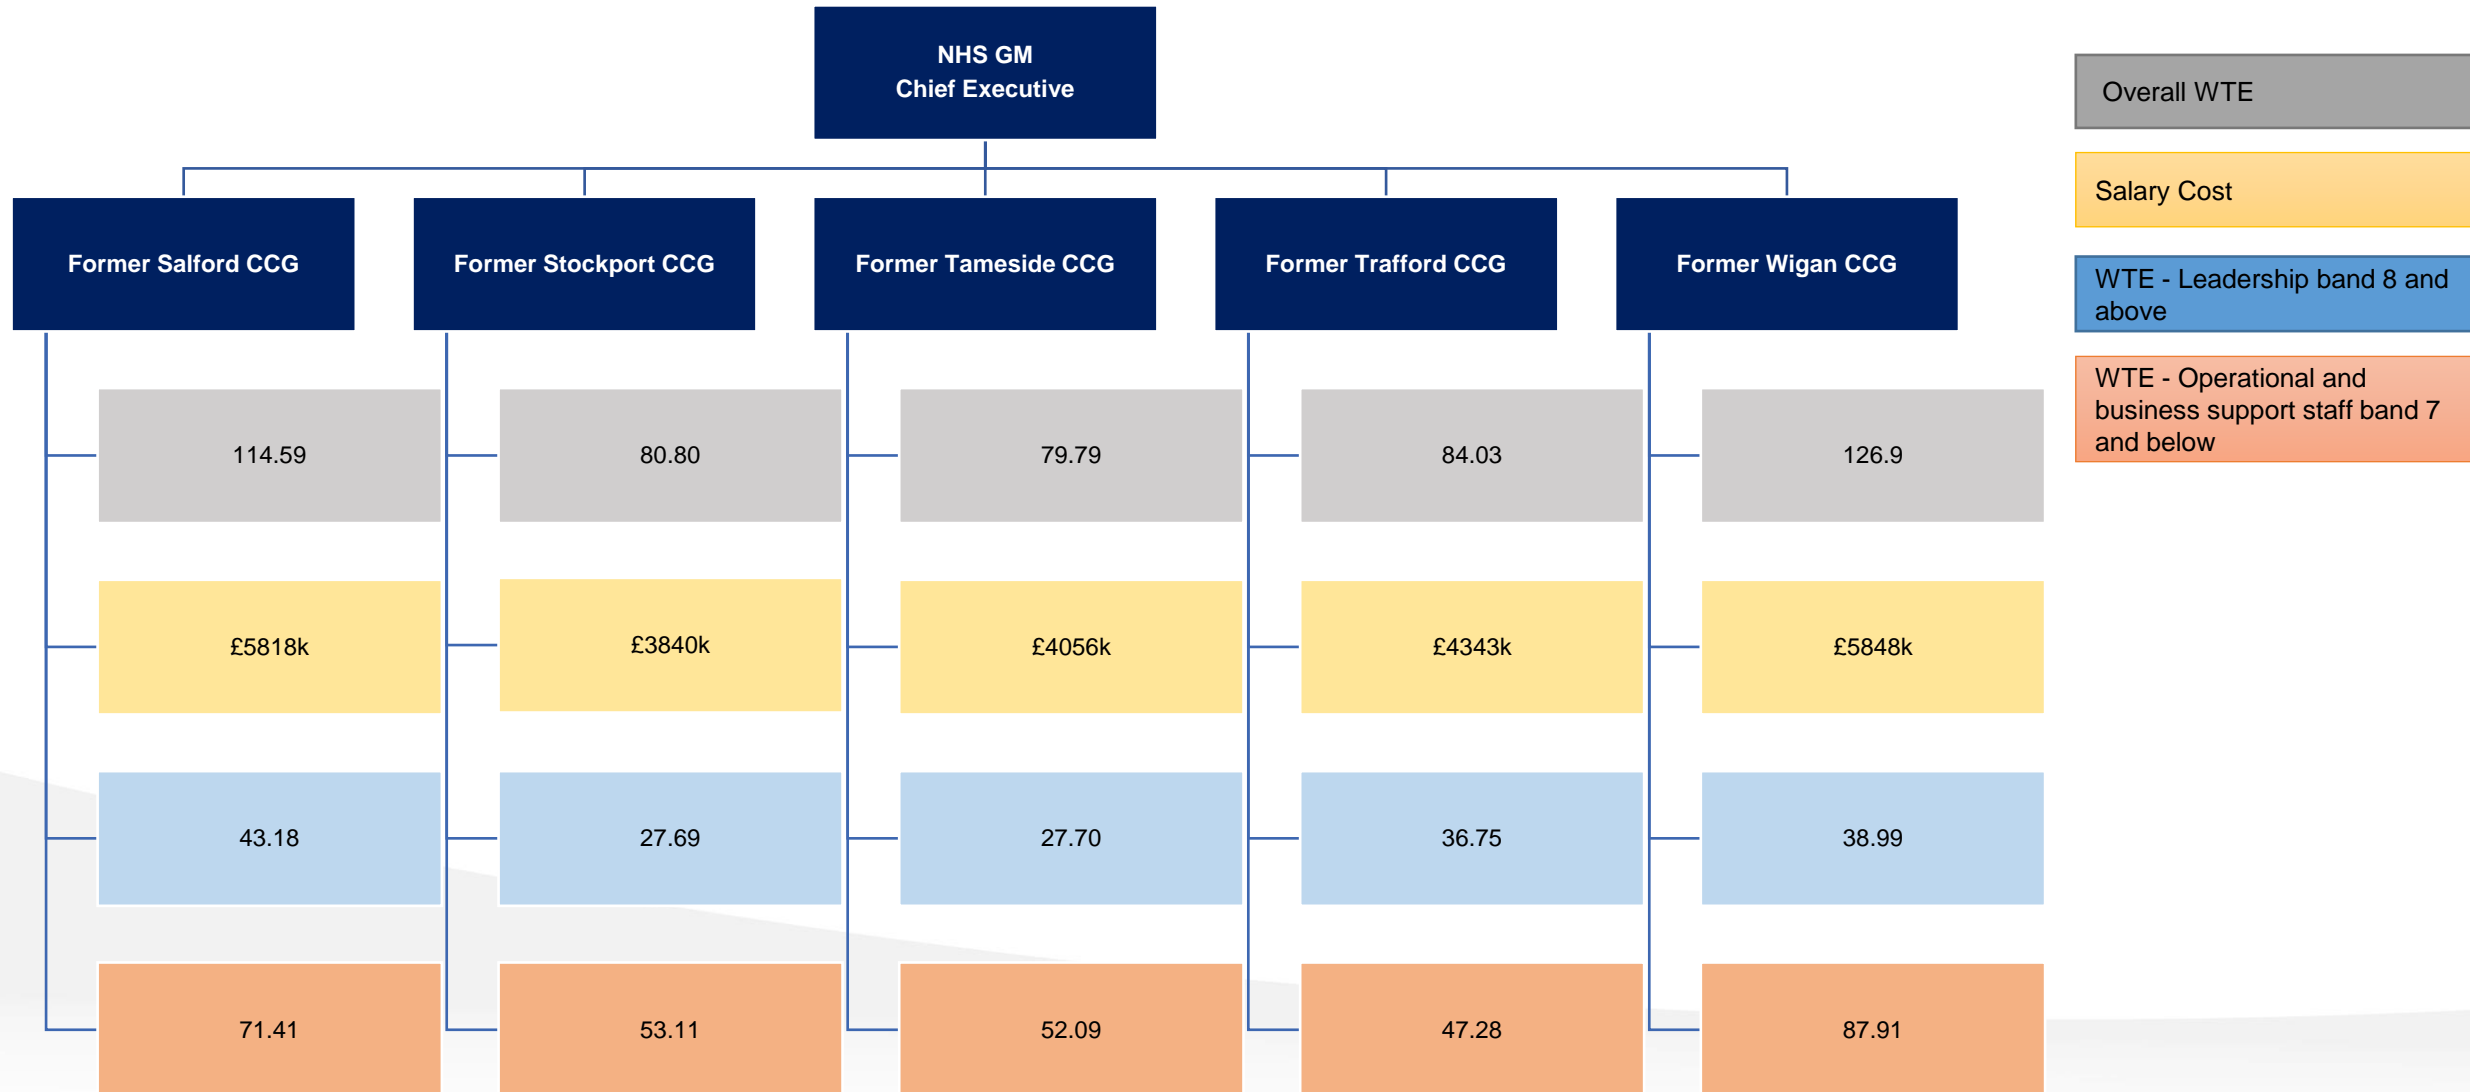 NHS GM
Chief Executive
Overall WTE
Salary Cost
WTE - Leadership band 8 and
above
WTE - Operational and
business support staff band 7
and below
Former Salford CCG
Former Stockport CCG
Former Tameside CCG
Former Trafford CCG
Former Wigan CCG
114.59
80.80
79.79
84.03
126.9
£5818k
£3840k
£4056k
£4343k
£5848k
43.18
27.69
27.70
36.75
38.99
71.41
53.11
52.09
47.28
87.91